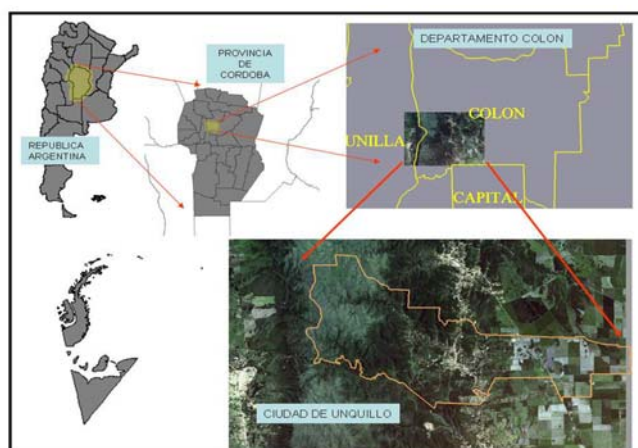 PROVINCIA
DE
CORDOBA
DEPARTAMENTO COLON
REPUBLICA
ARGENTINA
COLON
UNILLA
CAPITAL
CIUDAD DE UNQUILLO